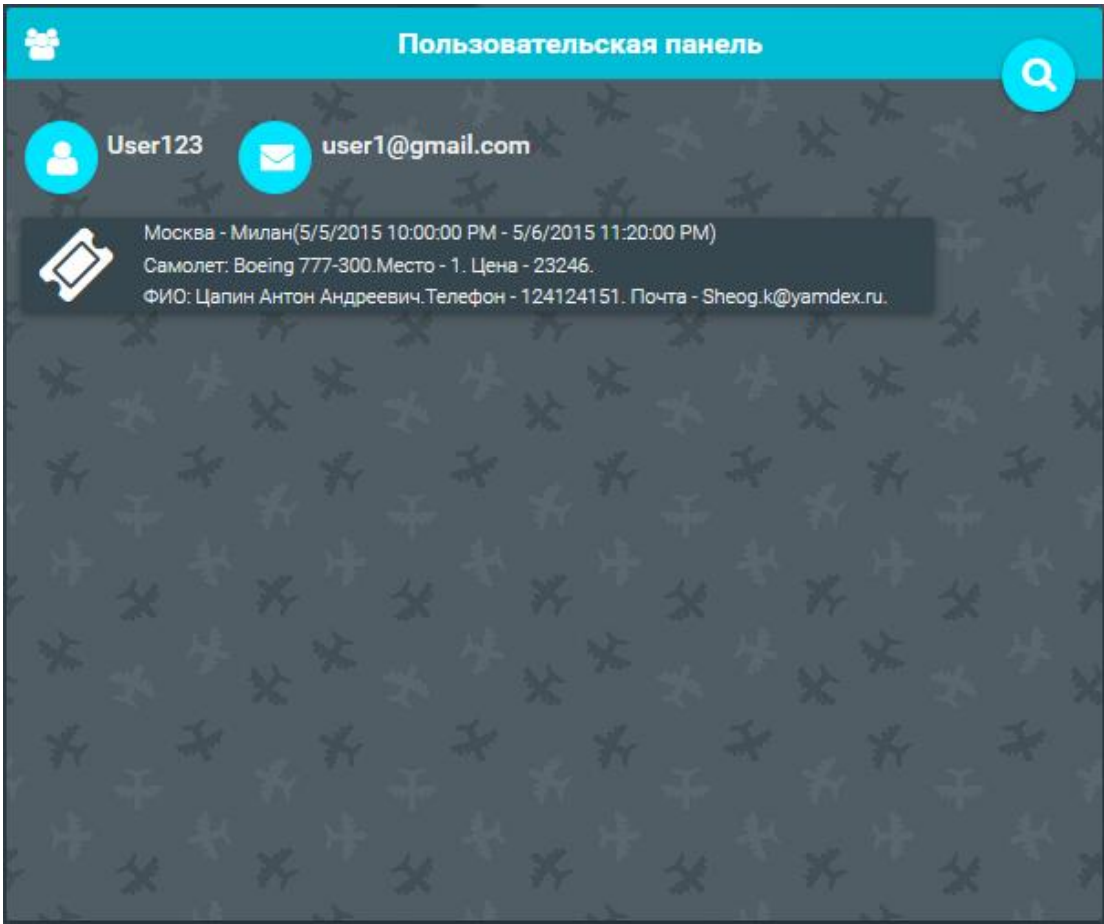 Пользовательская панель
User123 user1@gmail.com
Москва - Милан(5/5/2015 10:00:00 PM - 5/6/2015 11:20:00 PM)
Самолет: Boeing 777-300.Место - 1. Цена - 23246.
ФИО: Цапин Антон Андреевич.Телефон - 124124151. Почта - Sheog.k@yamdex.ru.